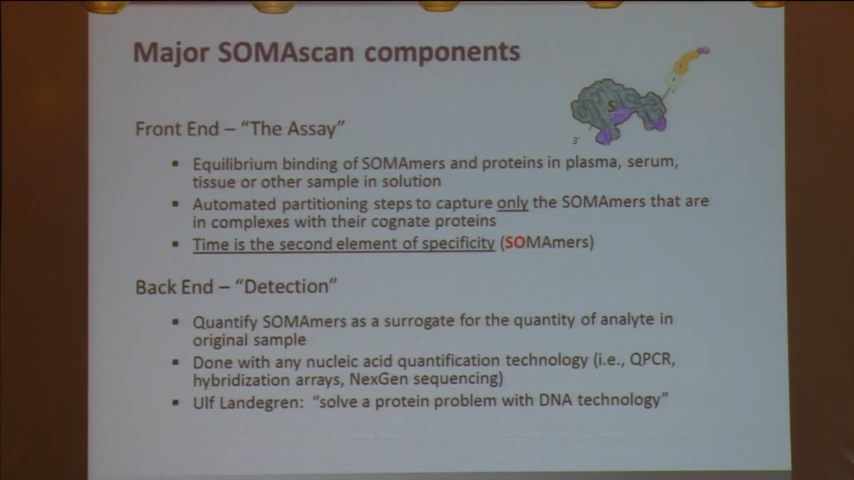 Major SOMAscan components
Front End – “The Assay”
▪ Equilibrium binding of SOMAmers and proteins in plasma, serum,
tissue or other sample in solution
▪ Automated partitioning steps to capture only the SOMAmers that are
in complexes with their cognate proteins
▪ Time is the second element of specificity (SOMAmers)
Back End – “Detection”
▪ Quantify SOMAmers as a surrogate for the quantity of analyte in
original sample
▪ Done with any nucleic acid quantification technology (i.e., QPCR,
hybridization arrays, NexGen sequencing)
▪ Ulf Landegren: “solve a protein problem with DNA technology”
S
3'